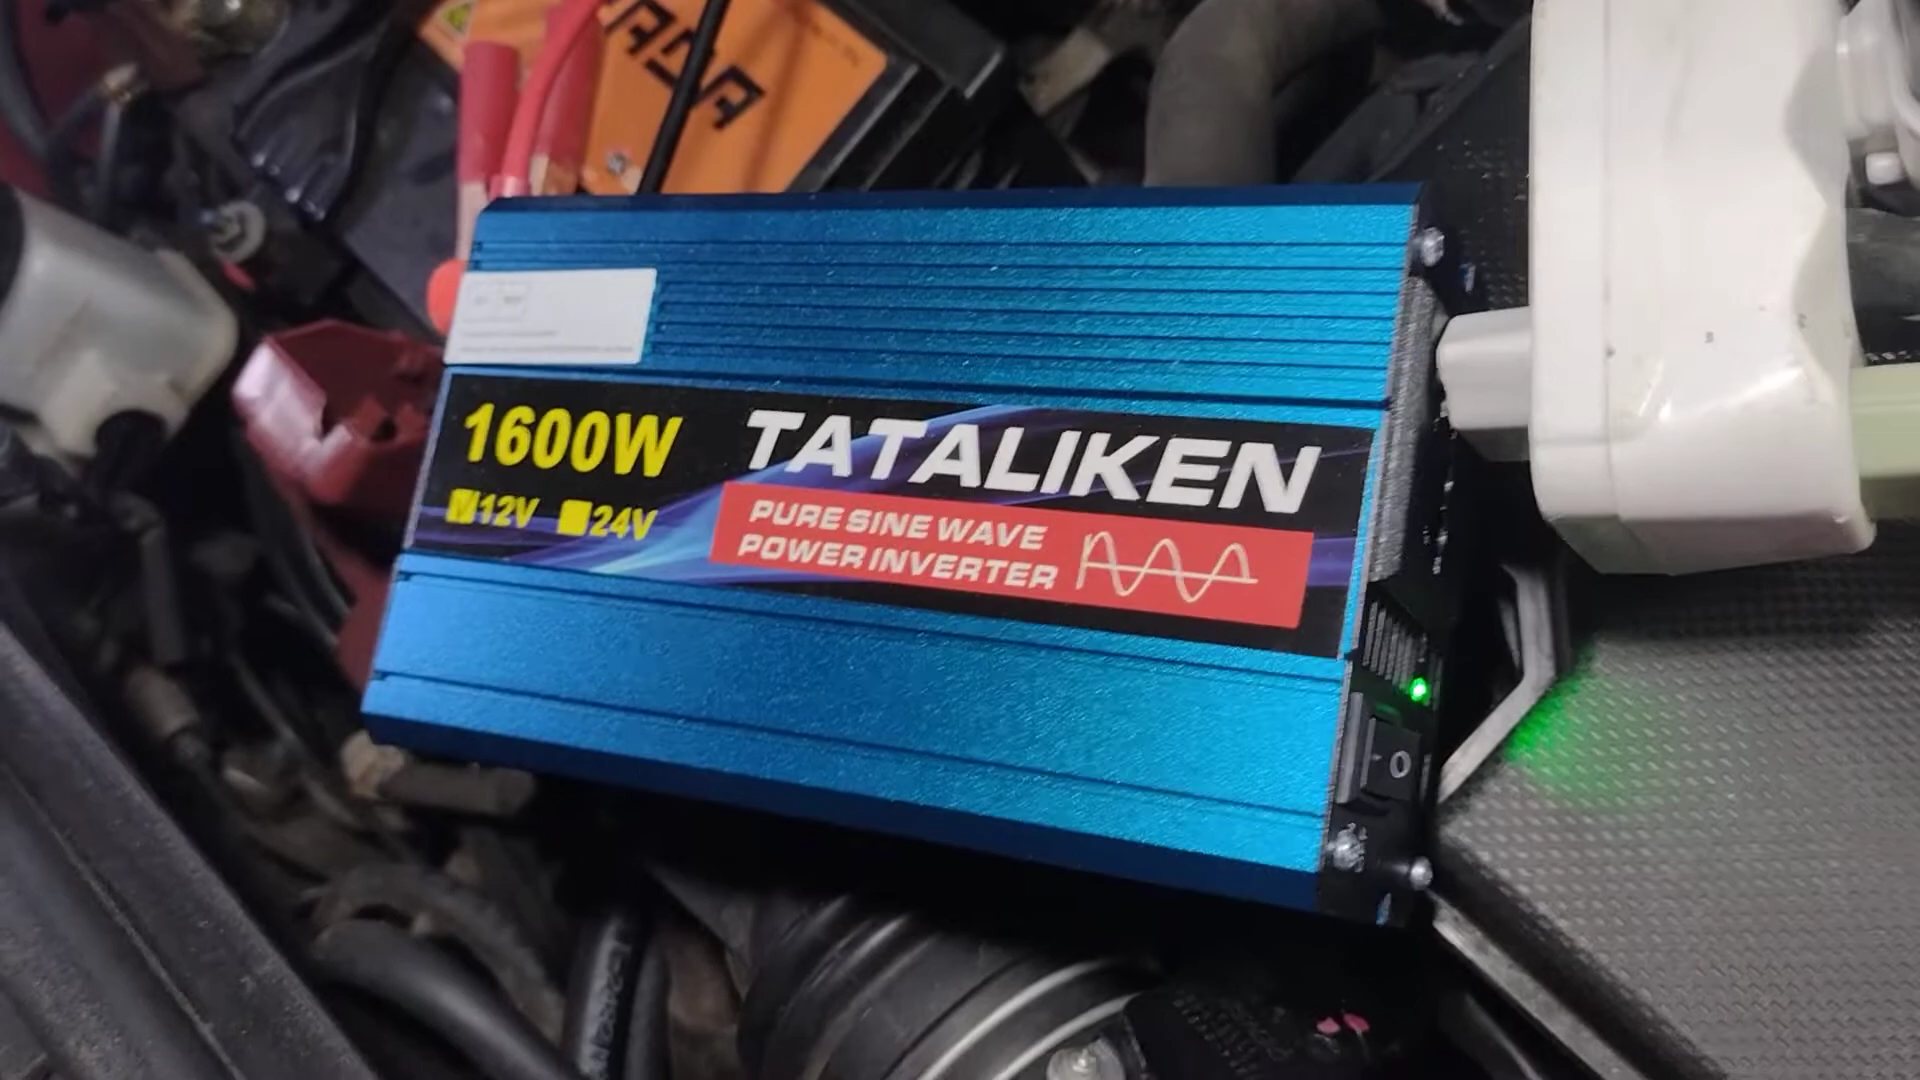 1600W
12V 24V
TATALIKEN
PURE SINE WAVE
POWER INVERTER